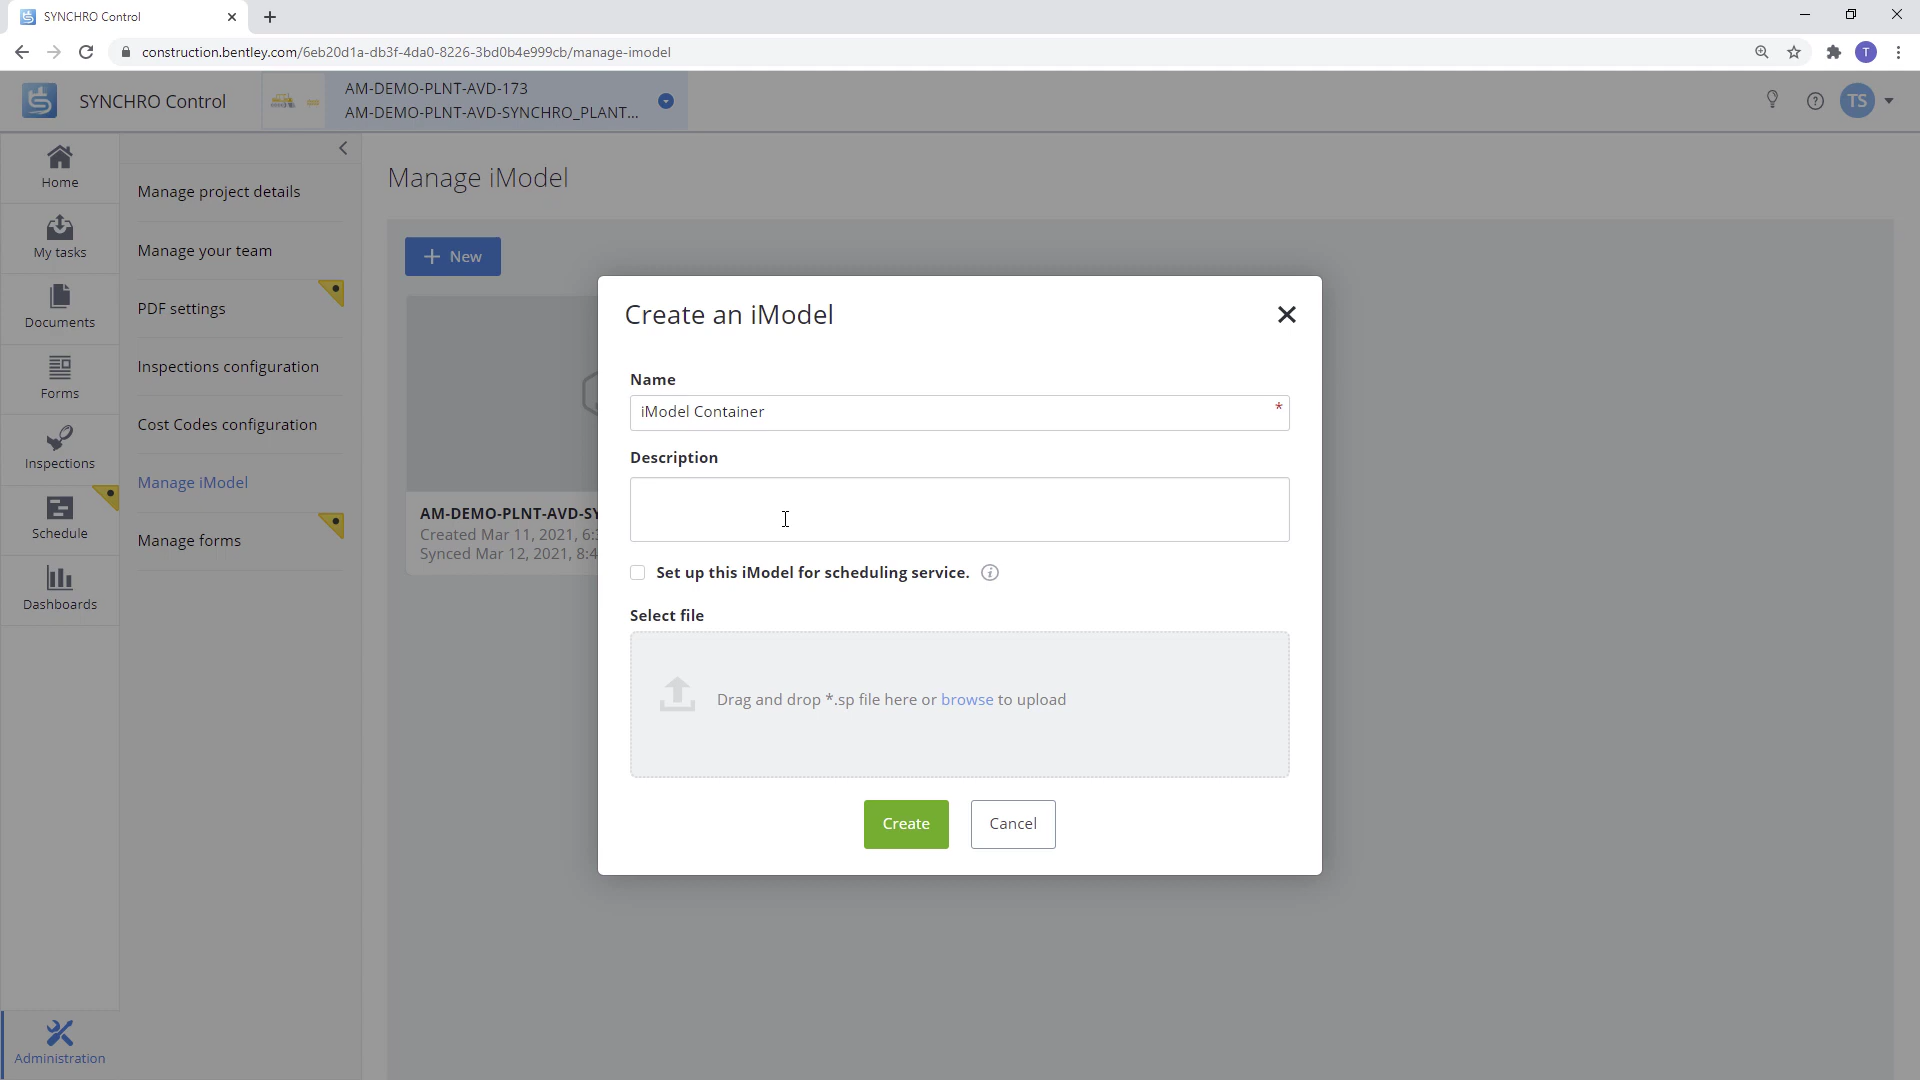 SYNCHRO Control
construction.bentley.com/6eb20d1a-db3f-4da0-8226-3bd0b4e999cb/manage-imodel
T
SYNCHRO Control
AM-DEMO-PLNT-AVD-173
AM-DEMO-PLNT-AVD-SYNCHRO_PLANT...
TS
Home
My tasks
Documents
Forms
Inspections
Schedule
Dashboards
Administration
Manage project details
Manage your team
PDF settings
Inspections configuration
Cost Codes configuration
Manage iModel
Manage forms
Manage iModel
+ New
AM-DEMO-PLNT-AVD-SY
Created Mar 11, 2021, 6:3
Synced Mar 12, 2021, 8:4
Create an iModel
Name
iModel Container *
Description
Set up this iModel for scheduling service.
Select file
Drag and drop *.sp file here or browse to upload
Create
Cancel